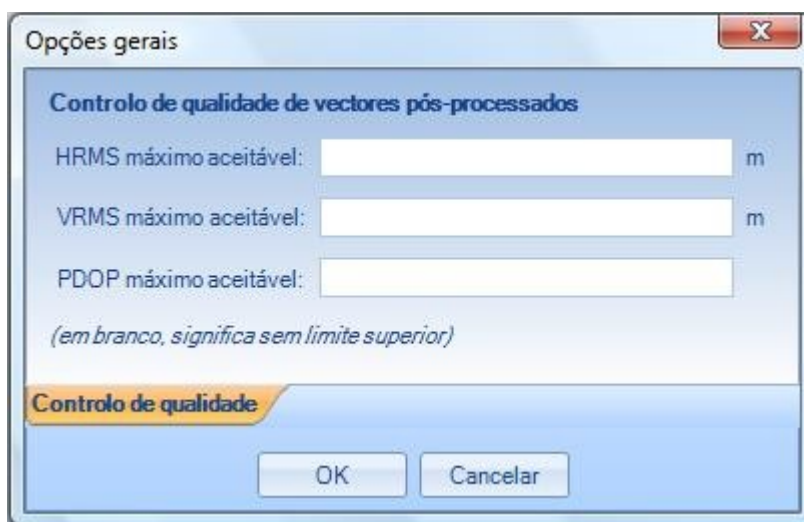 Opções gerais
Controlo de qualidade de vectores pós-processados
HRMS máximo aceitável: m
VRMS máximo aceitável: m
PDOP máximo aceitável:
(em branco, significa sem limite superior)
Controlo de qualidade
OK Cancelar